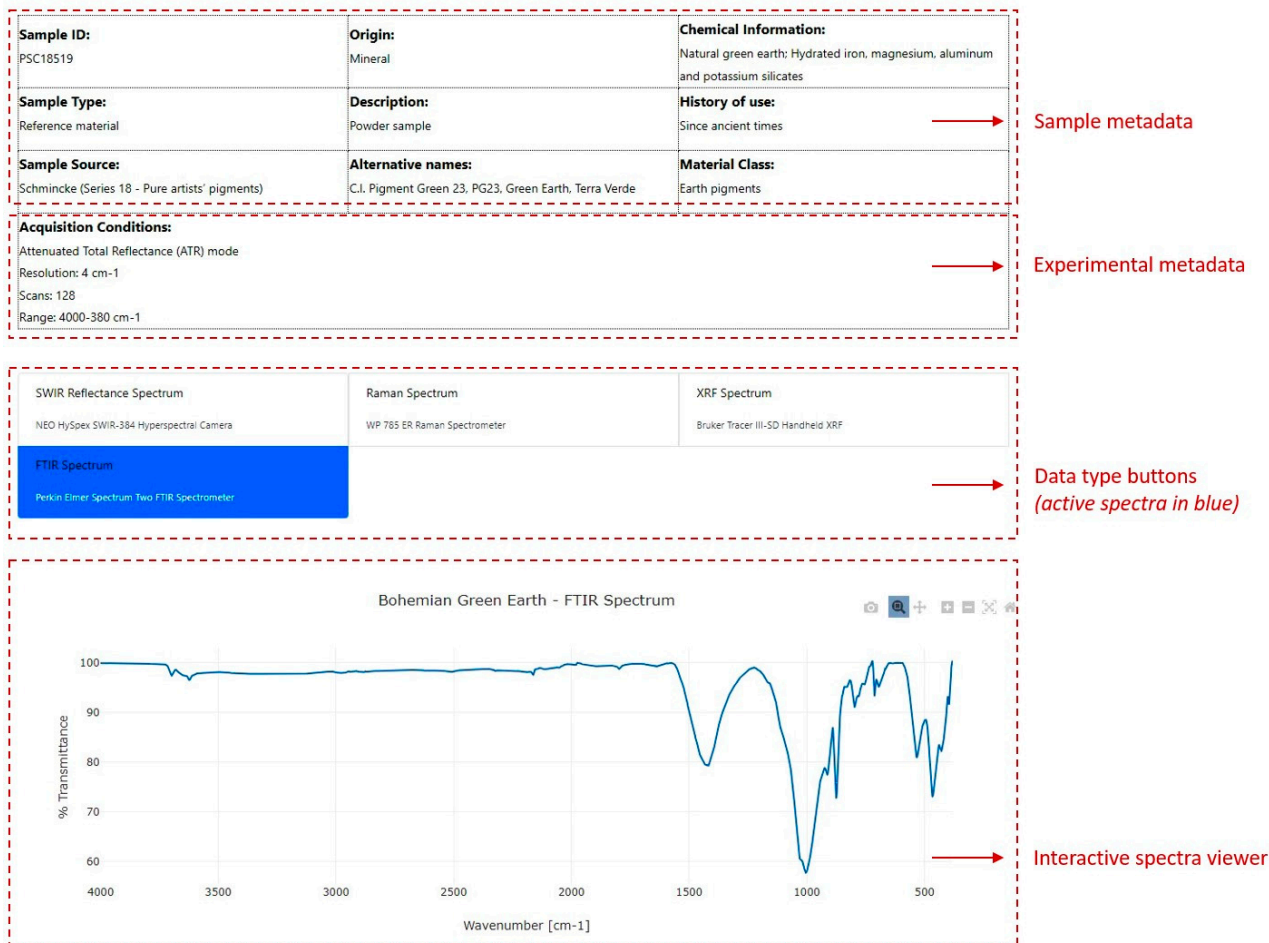 Sample ID:
PSC18519
Origin:
Mineral
Chemical Information:
Natural green earth; Hydrated iron, magnesium, aluminum
and potassium silicates
Sample Type:
Reference material
Description:
Powder sample
History of use:
Since ancient times
Sample metadata
Sample Source:
Schmincke (Series 18 - Pure artists' pigments)
Alternative names:
C.I. Pigment Green 23, PG23, Green Earth, Terra Verde
Material Class:
Earth pigments
Acquisition Conditions:
Attenuated Total Reflectance (ATR) mode
Resolution: 4 cm-1
Scans: 128
Range: 4000-380 cm-1
Experimental metadata
SWIR Reflectance Spectrum
NEO HySpex SWIR-384 Hyperspectral Camera
Raman Spectrum
WP 785 ER Raman Spectrometer
XRF Spectrum
Bruker Tracer III-SD Handheld XRF
FTIR Spectrum
Perkin Elmer Spectrum Two FTIR Spectrometer
Data type buttons
(active spectra in blue)
Bohemian Green Earth - FTIR Spectrum
% Transmittance
100
90
80
70
60
4000 3500 3000 2500 2000 1500 1000 500
Wavenumber [cm-1]
Interactive spectra viewer